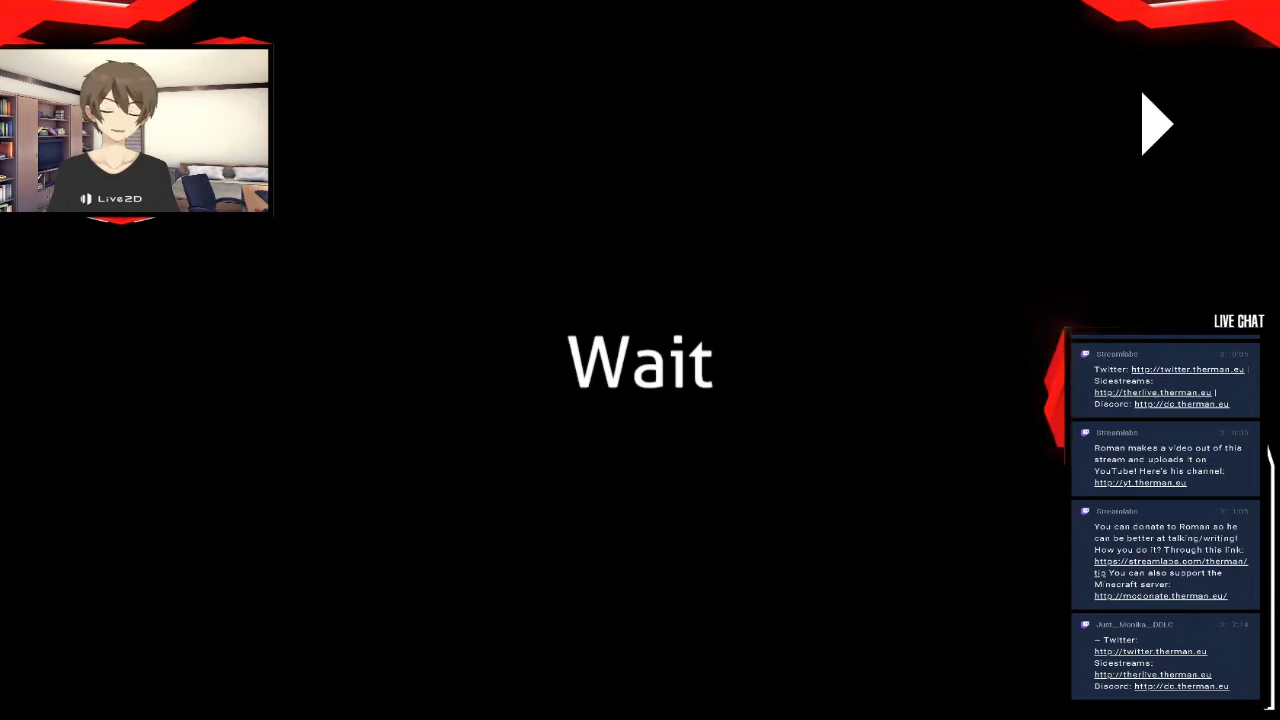 Live2D
Wait
LIVE CHAT
Streamlabs
Twitter: http://twitter.therman.eu |
Sidestreams:
http://therlive.therman.eu |
Discord: http://dc.therman.eu
Streamlabs
Roman makes a video out of this
stream and uploads it on
YouTube! Here's his channel:
http://yt.therman.eu
Streamlabs
You can donate to Roman so he
can be better at talking/writing!
How you do it? Through this link:
https://streamlabs.com/therman/
tip You can also support the
Minecraft server:
http://mcdonate.therman.eu/
Just_Monika_DDLC
– Twitter:
http://twitter.therman.eu
Sidestreams:
http://therlive.therman.eu
Discord: http://dc.therman.eu